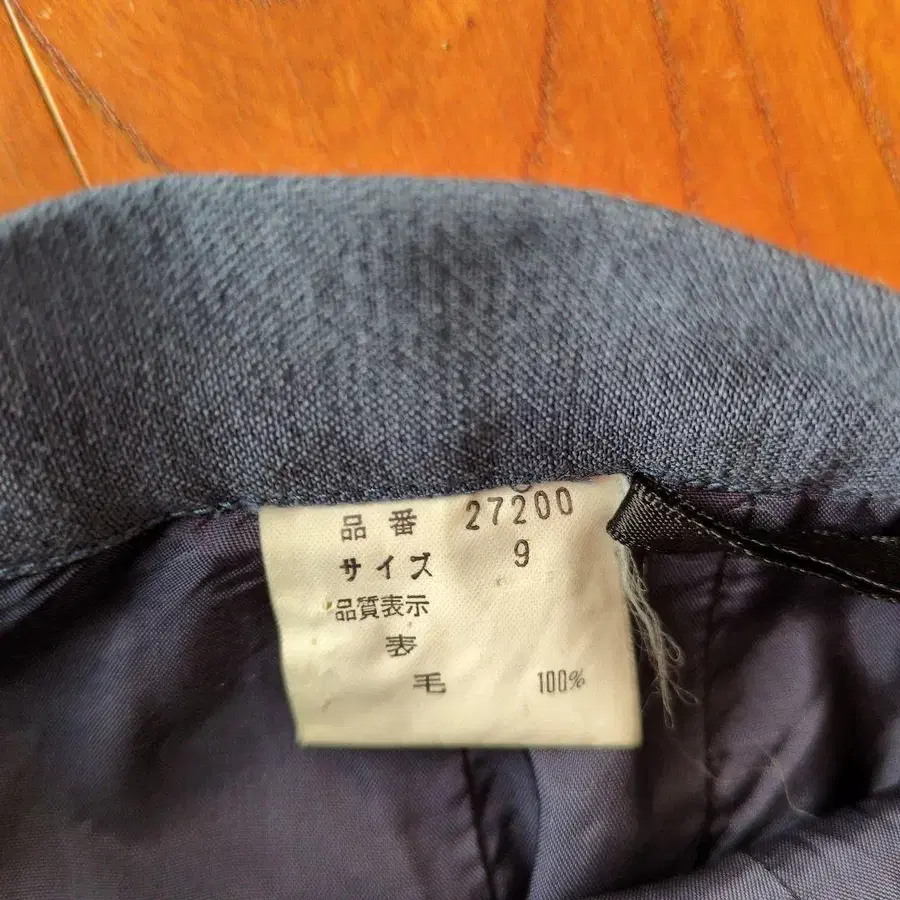 品番 27200
サイズ 9
品質表示
表
毛 100%